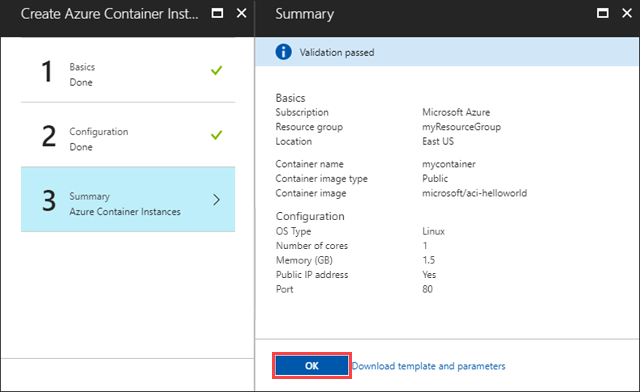 Create Azure Container Inst...
1
Basics
Done
2
Configuration
Done
3
Summary
Azure Container Instances
Summary
Validation passed
Basics
Subscription Microsoft Azure
Resource group myResourceGroup
Location East US
Container name mycontainer
Container image type Public
Container image microsoft/aci-helloworld
Configuration
OS Type Linux
Number of cores 1
Memory (GB) 1.5
Public IP address Yes
Port 80
OK Download template and parameters